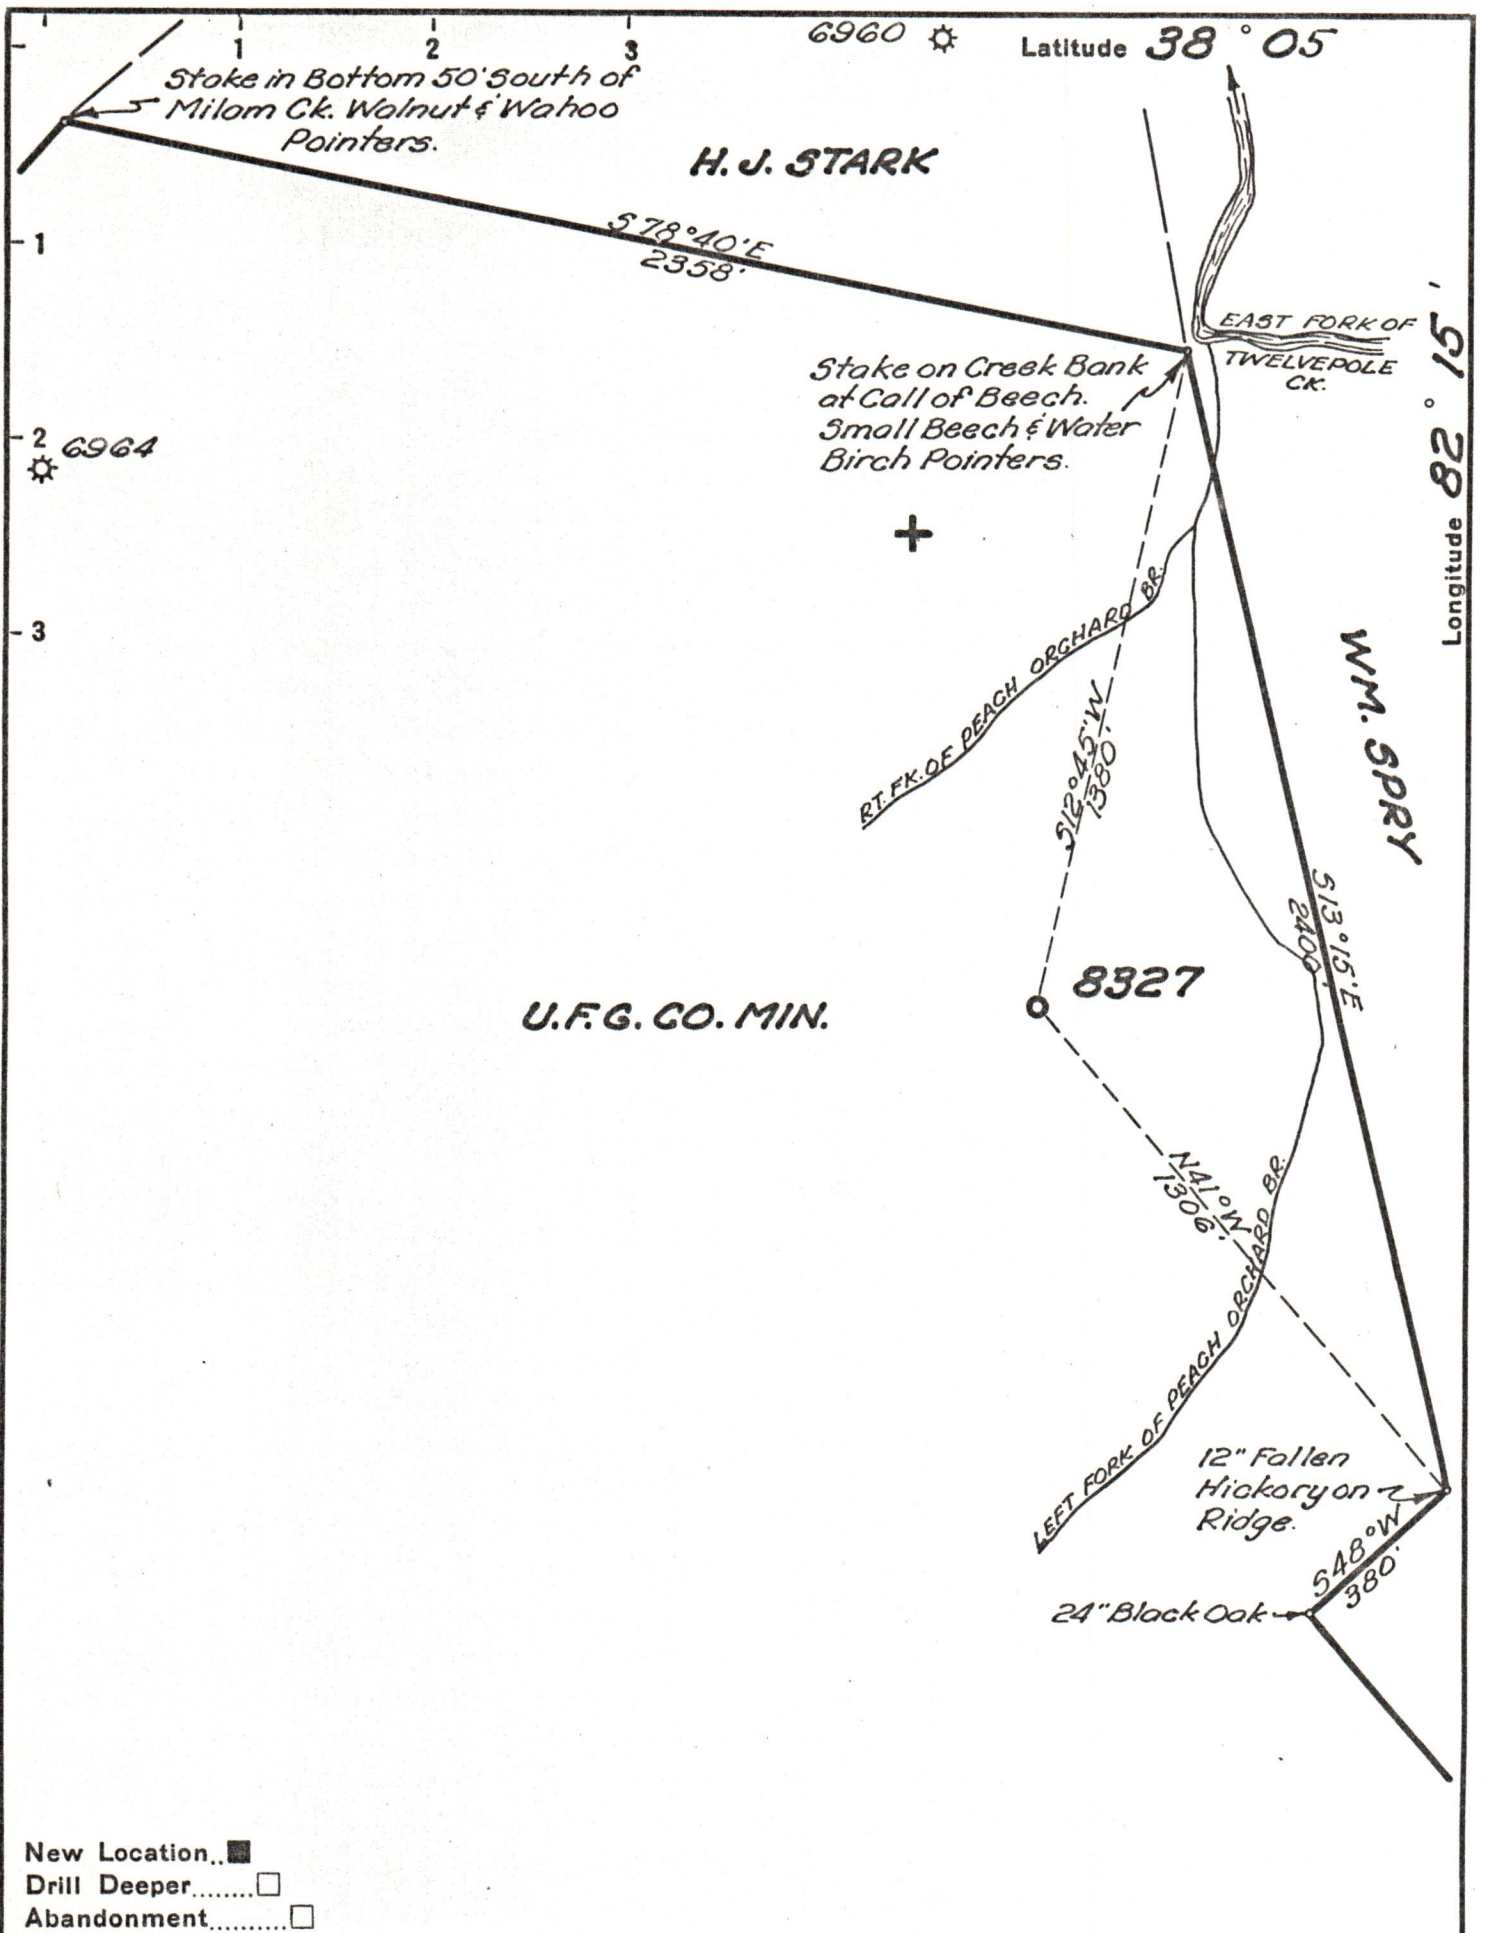 1 2 3
6960
Latitude 38°05'
Stake in Bottom 50' South of
Milam Ck. Walnut & Wahoo
Pointers.
H. J. STARK
1
S 78°40'E
2358'
EAST FORK OF
TWELVEPOLE
CK.
Stake on Creek Bank
at Call of Beech.
Small Beech & Water
Birch Pointers.
Longitude 82° 15'
2
6964
3
RT. FK. OF PEACH ORCHARD BR.
WM. SPRY
S12°45'W
1380'
S13°15'E
2400'
8327
U.F.G. CO. MIN.
N41°W
1306'
LEFT FORK OF PEACH ORCHARD BR.
12" Fallen
Hickory on
Ridge.
S48°W
380'
24" Black Oak
New Location..
Drill Deeper........
Abandonment..........